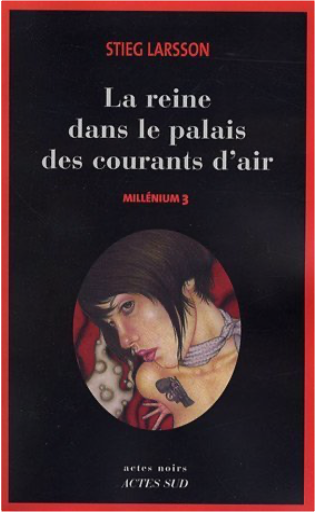 STIEG LARSSON
La reine
dans le palais
des courants d'air
MILLÉNIUM 3
actes noirs
ACTES SUD